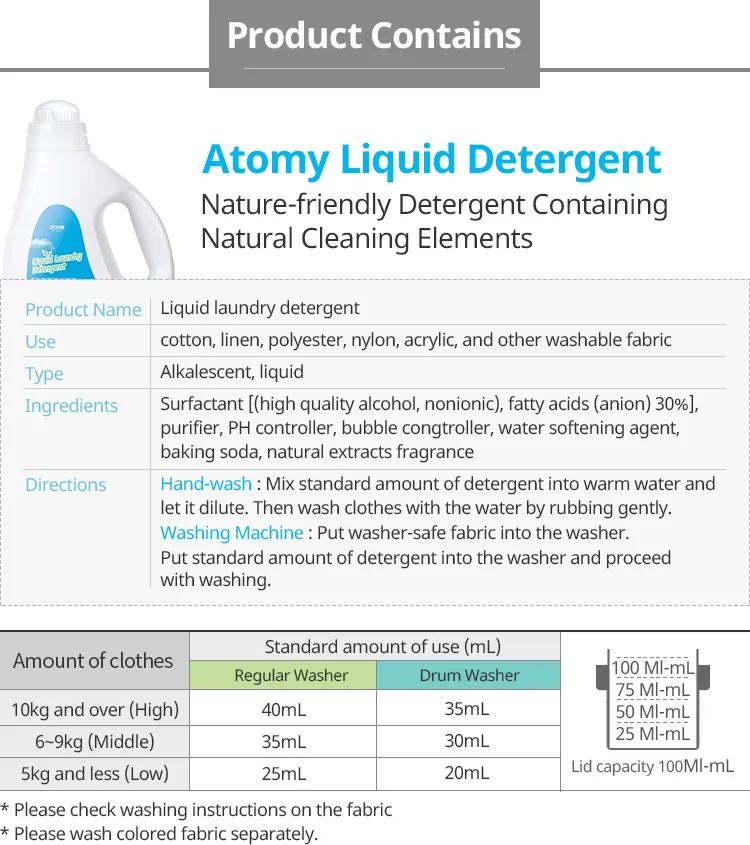 Product Contains
Atomy Liquid Detergent
Nature-friendly Detergent Containing
Natural Cleaning Elements
atomy
Liquid Laundry
Detergent
Product Name Liquid laundry detergent
Use cotton, linen, polyester, nylon, acrylic, and other washable fabric
Type Alkalescent, liquid
Ingredients Surfactant [(high quality alcohol, nonionic), fatty acids (anion) 30%],
purifier, PH controller, bubble congtroller, water softening agent,
baking soda, natural extracts fragrance
Directions Hand-wash : Mix standard amount of detergent into warm water and
let it dilute. Then wash clothes with the water by rubbing gently.
Washing Machine : Put washer-safe fabric into the washer.
Put standard amount of detergent into the washer and proceed
with washing.
Amount of clothes Standard amount of use (mL)
Regular Washer Drum Washer
10kg and over (High) 40mL 35mL
6~9kg (Middle) 35mL 30mL
5kg and less (Low) 25mL 20mL
100 Ml-mL
75 Ml-mL
50 Ml-mL
25 Ml-mL
Lid capacity 100Ml-mL
* Please check washing instructions on the fabric
* Please wash colored fabric separately.